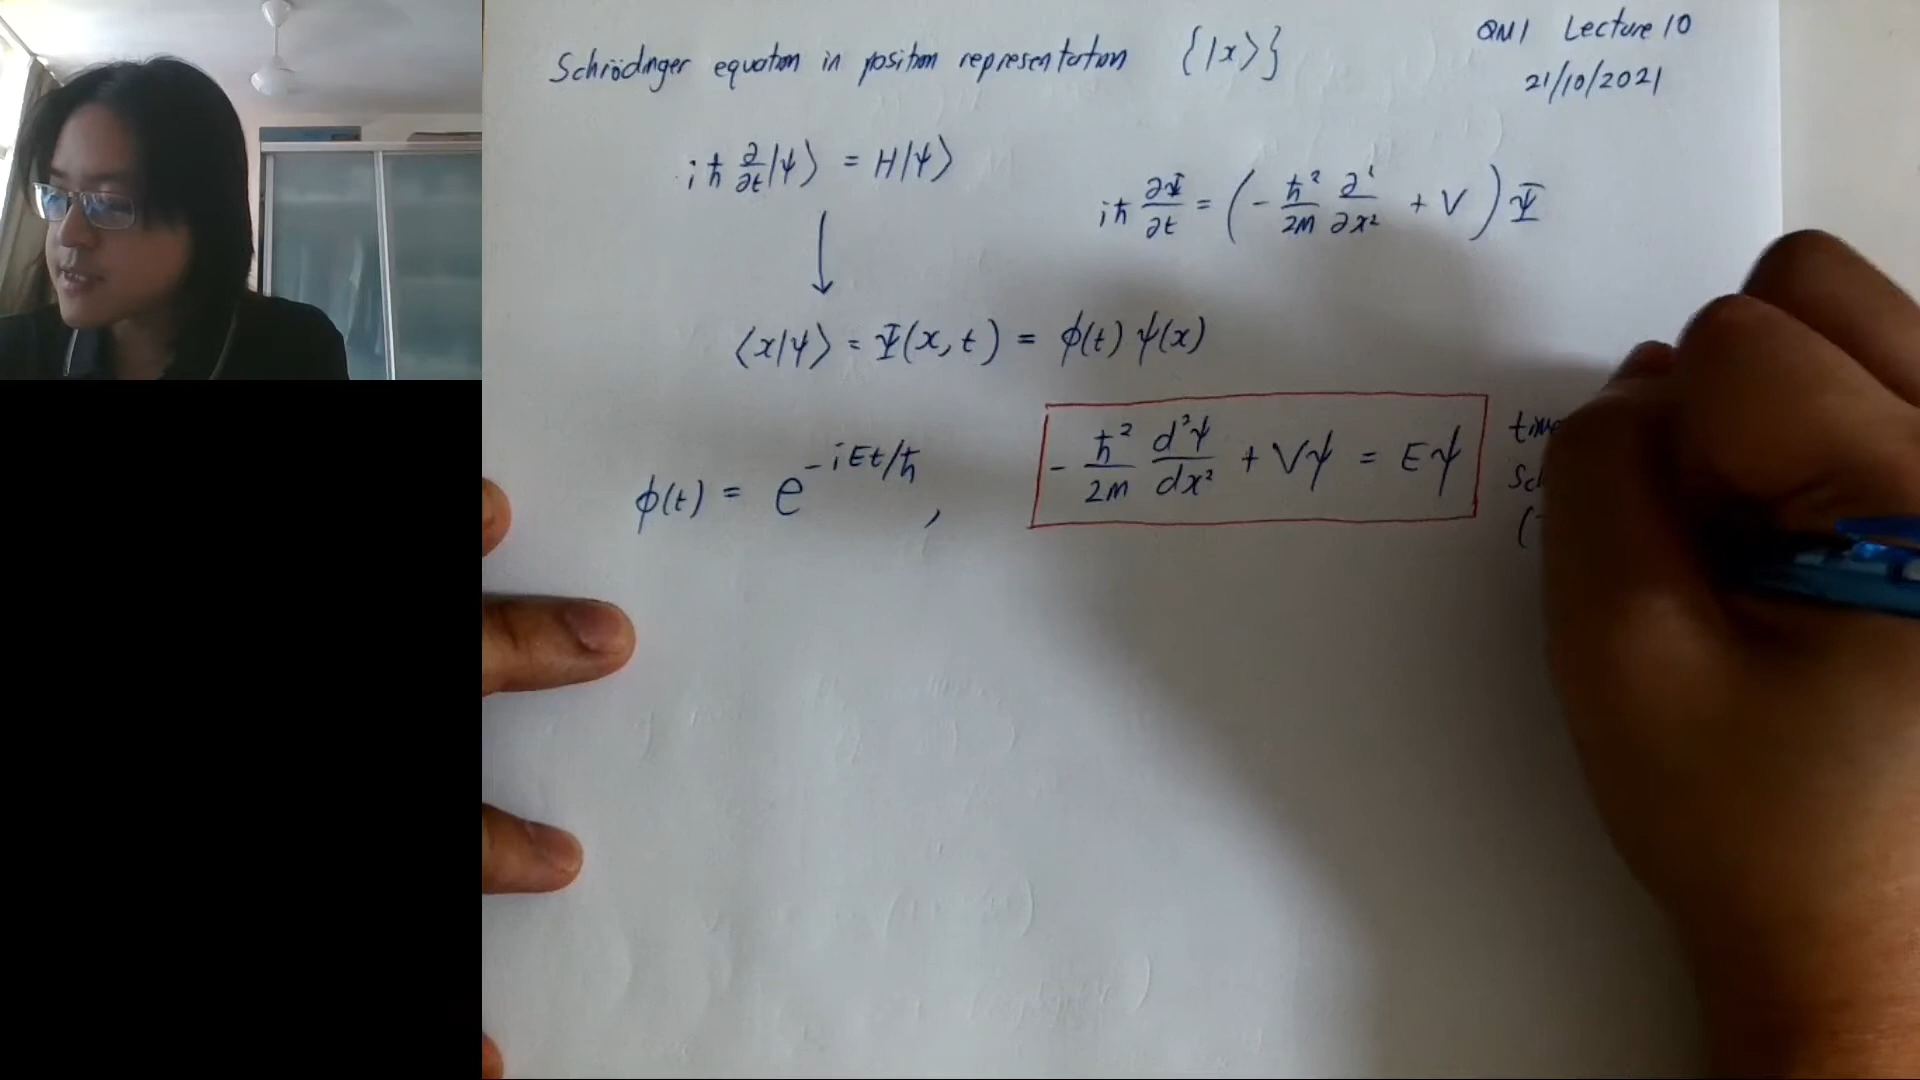 Schrödinger equation in position representation {|x⟩}
QM1 Lecture 10
21/10/2021
iħ ∂/∂t |ψ⟩ = H|ψ⟩
iħ ∂Ψ/∂t = (- ħ²/2m ∂²/∂x² + V) Ψ
↓
⟨x|ψ⟩ = Ψ(x, t) = ϕ(t) ψ(x)
ϕ(t) = e^{-iEt/ħ} ,
- ħ²/2m d²ψ/dx² + Vψ = Eψ